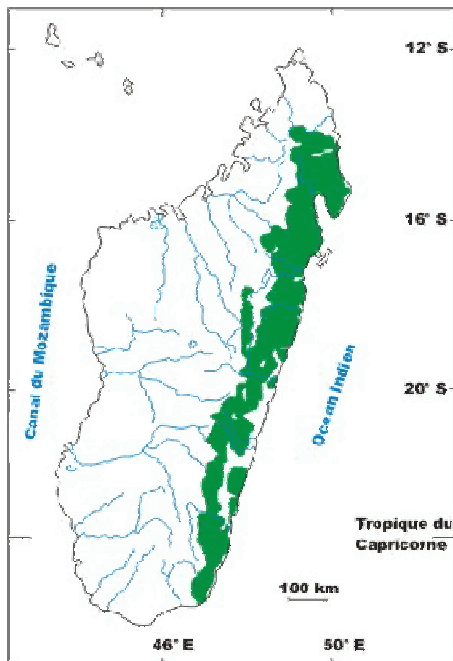 12° S
16° S
Canal du Mozambique
20° S
Ocean Indien
Tropique du
Capricorne
100 km
46° E
50° E